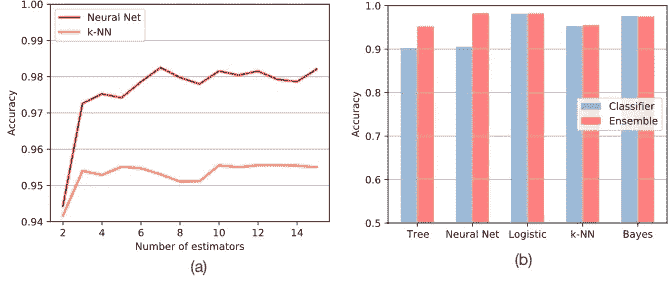 1.00
0.99
0.98
0.97
0.96
0.95
0.94
Accuracy
Neural Net
k-NN
2 4 6 8 10 12 14
Number of estimators
(a)
1.0
0.9
0.8
0.7
0.6
0.5
Accuracy
Classifier
Ensemble
Tree Neural Net Logistic k-NN Bayes
(b)